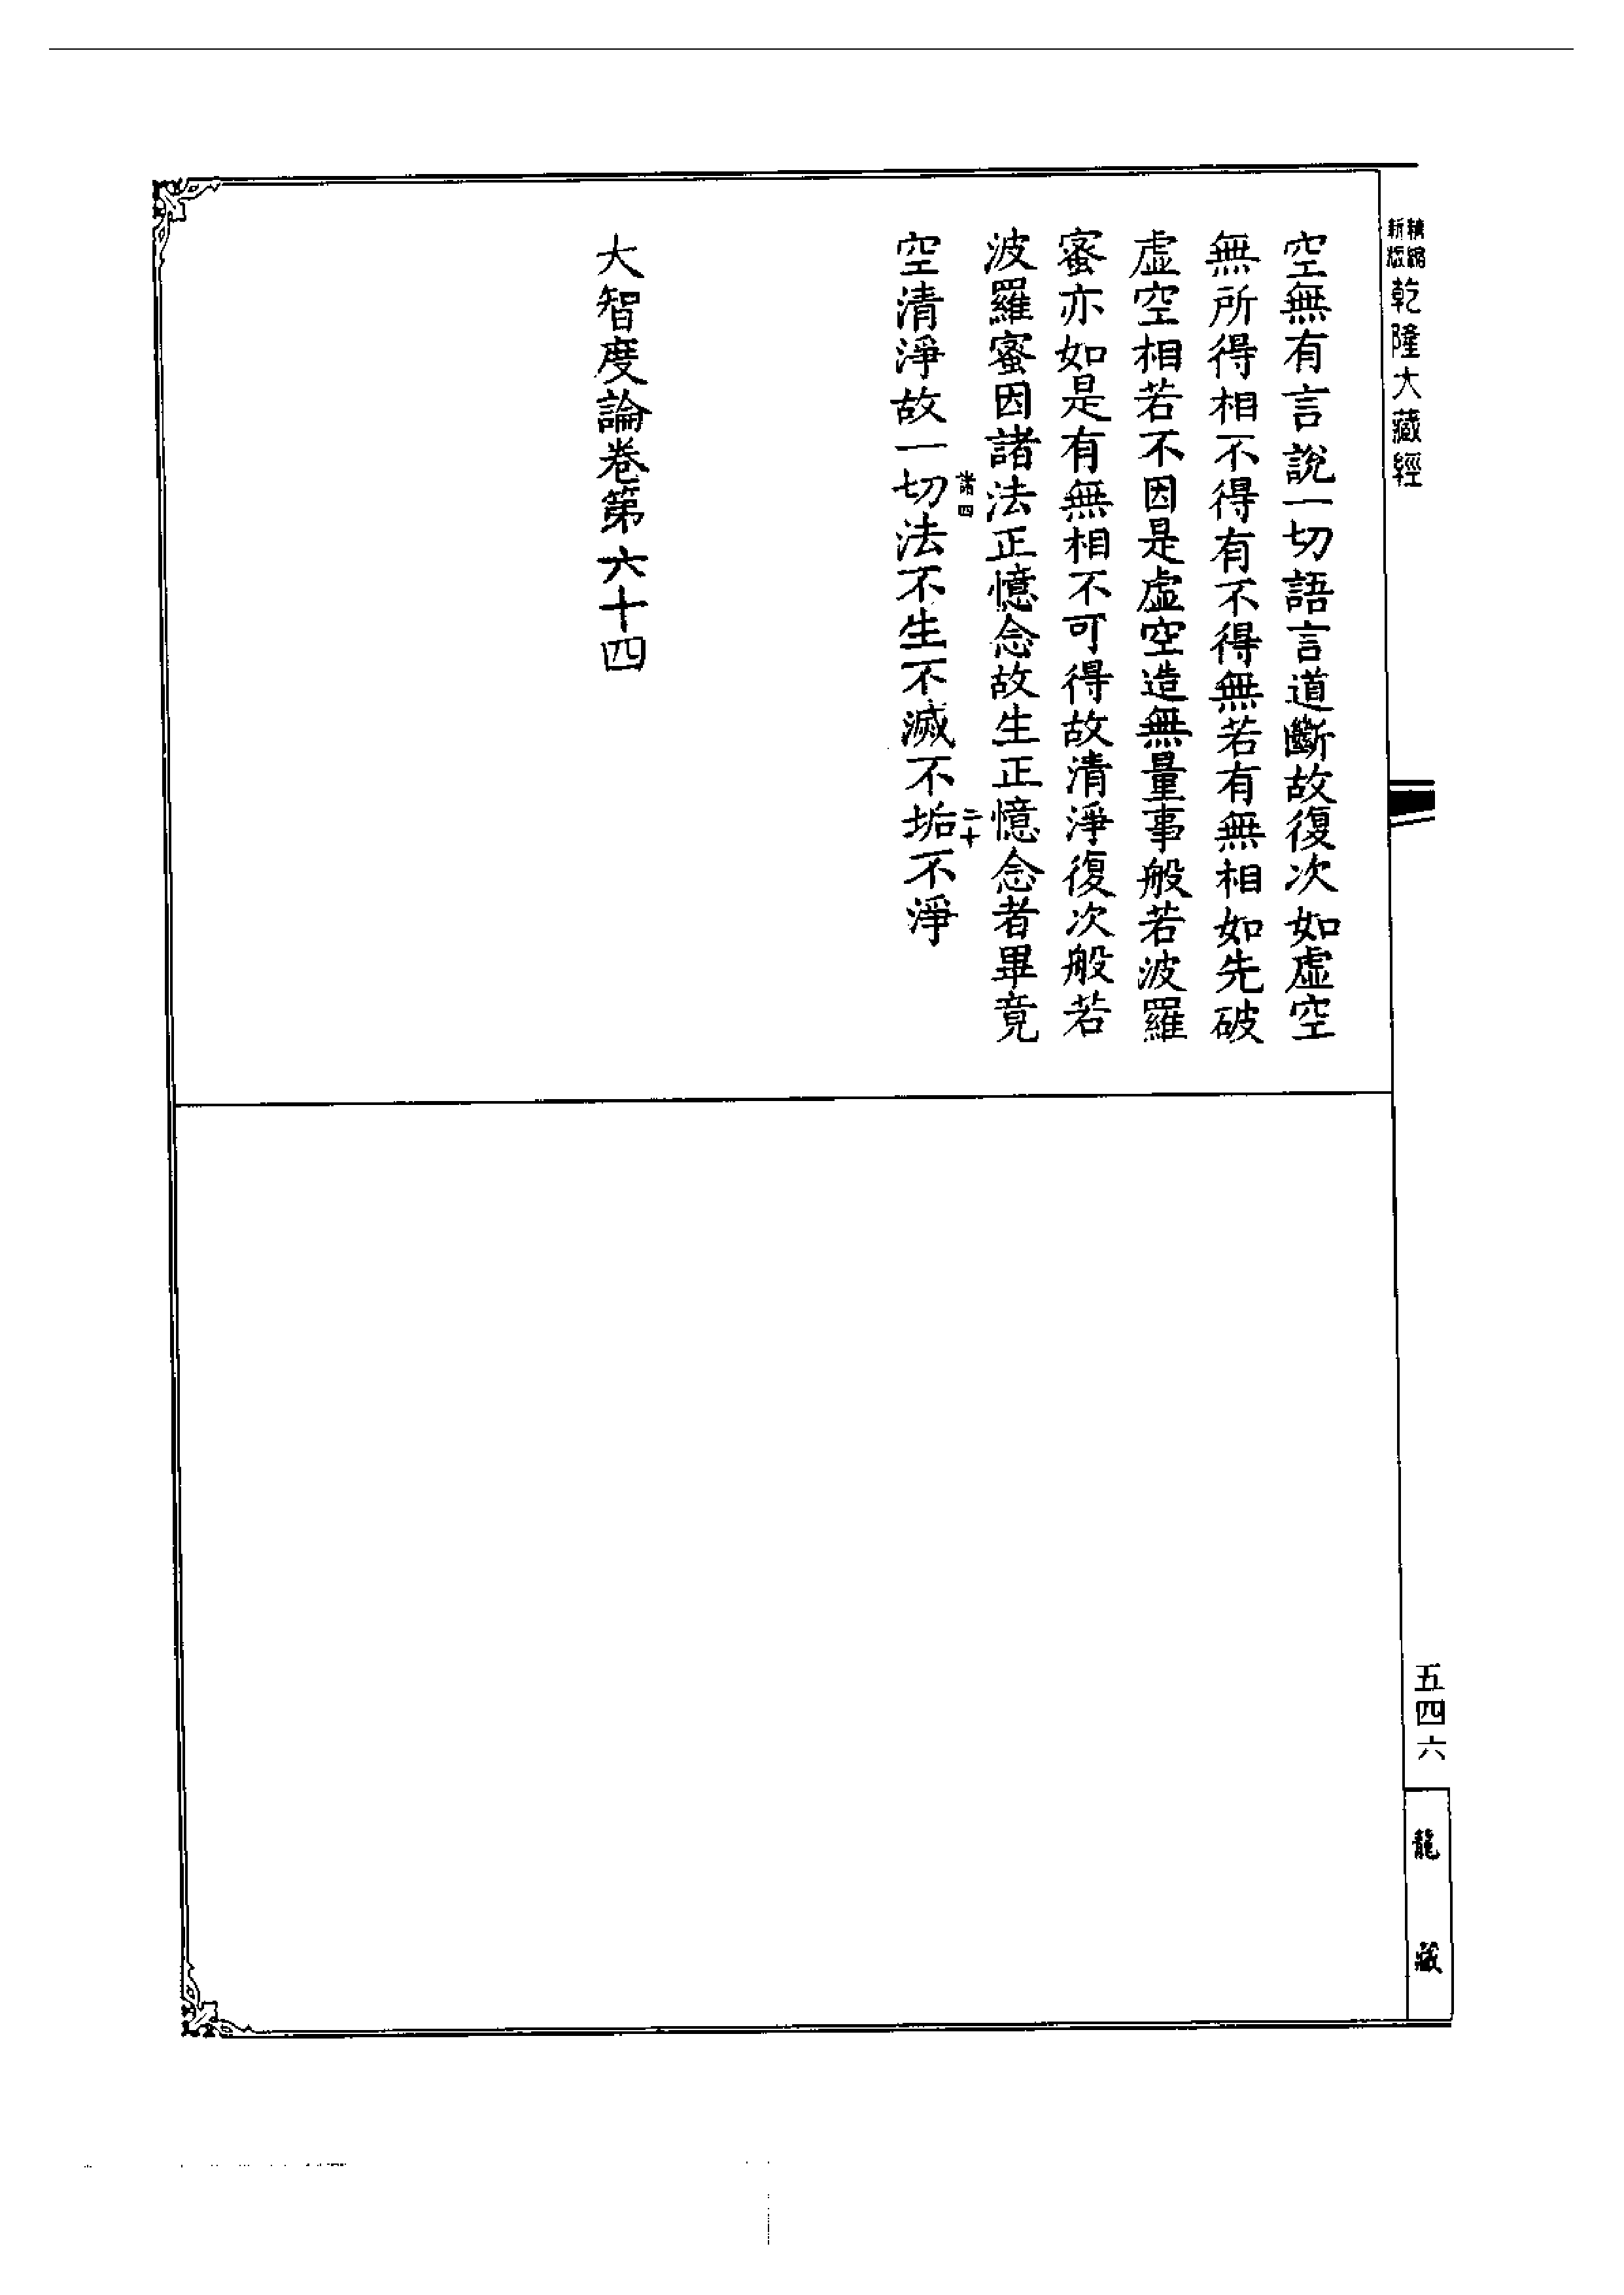 精縮新版乾隆大藏經
空無有言說一切語言道斷故復次如虛空
無所得相不得有不得無若有無相如先破
虛空相若不因是虛空造無量事般若波羅
蜜亦如是有無相不可得故清淨復次般若
波羅蜜因諸法正憶念故生正憶念者畢竟
諸四 二十
空清淨故一切法不生不滅不垢不淨
大智度論卷第六十四
五四六
龍藏